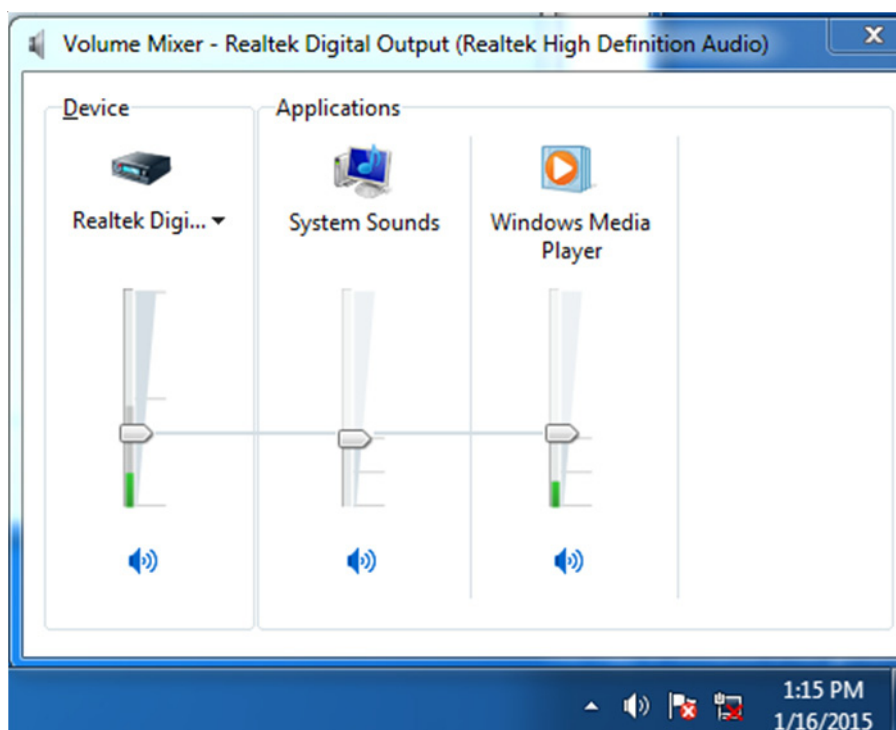 Volume Mixer - Realtek Digital Output (Realtek High Definition Audio)
Device
Applications
Realtek Digi...
System Sounds
Windows Media
Player
1:15 PM
1/16/2015